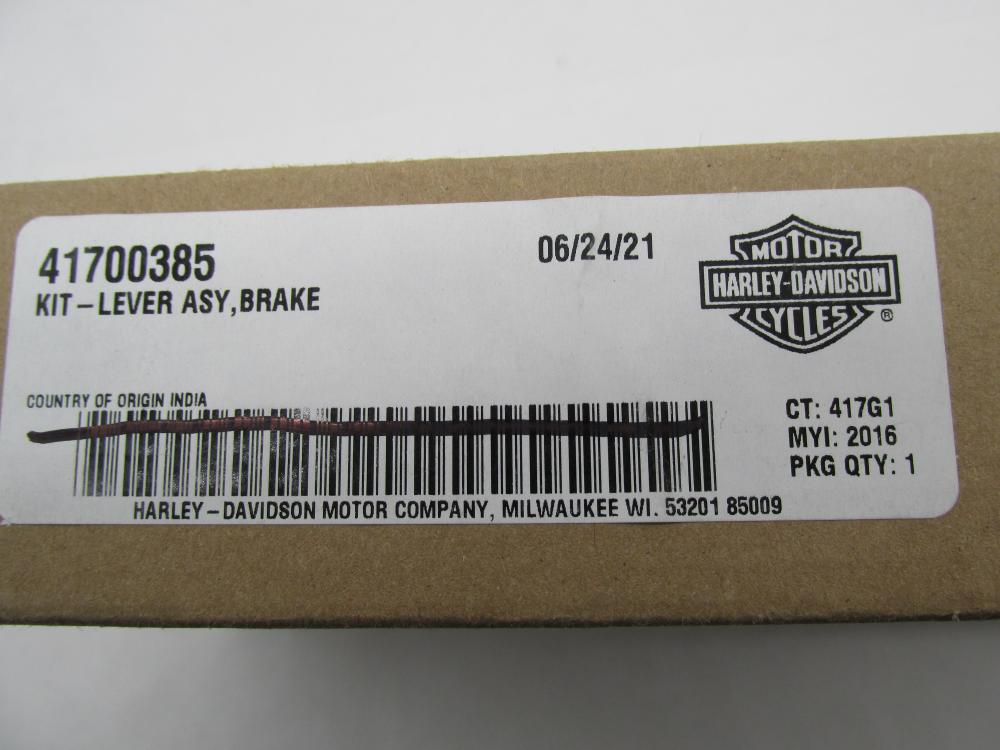 41700385
06/24/21
KIT-LEVER ASY,BRAKE
MOTOR
HARLEY-DAVIDSON
CYCLES
®
COUNTRY OF ORIGIN INDIA
CT: 417G1
MYI: 2016
PKG QTY: 1
HARLEY-DAVIDSON MOTOR COMPANY, MILWAUKEE WI. 53201 85009